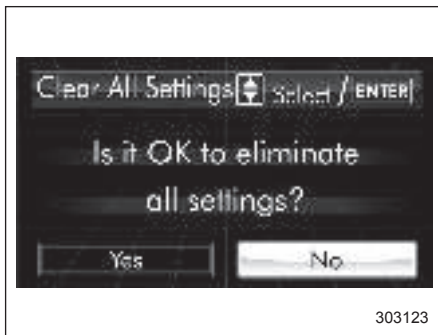 Clear All Settings Select / ENTER
Is it OK to eliminate
all settings?
Yes No
303123